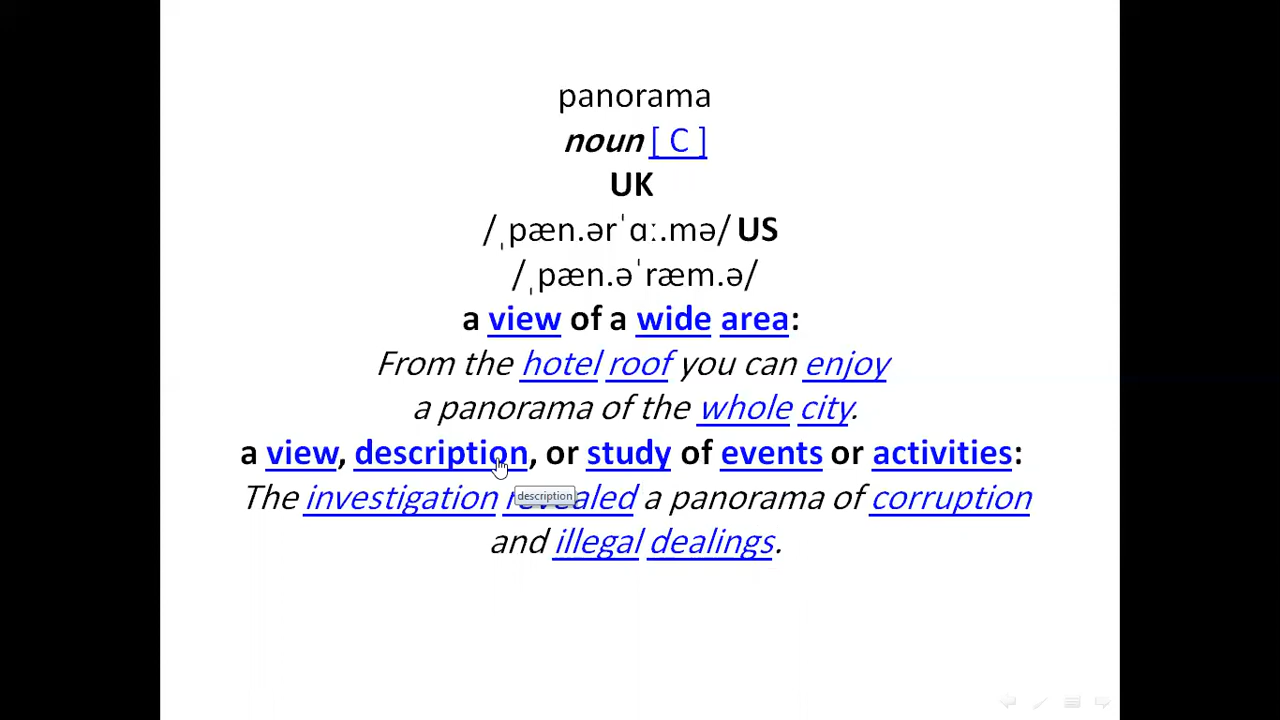 panorama
noun [ C ]
UK
/ˌpæn.ərˈɑː.mə/ US
/ˌpæn.əˈræm.ə/
a view of a wide area:
From the hotel roof you can enjoy
a panorama of the whole city.
a view, description, or study of events or activities:
The investigation revealed a panorama of corruption
description
and illegal dealings.